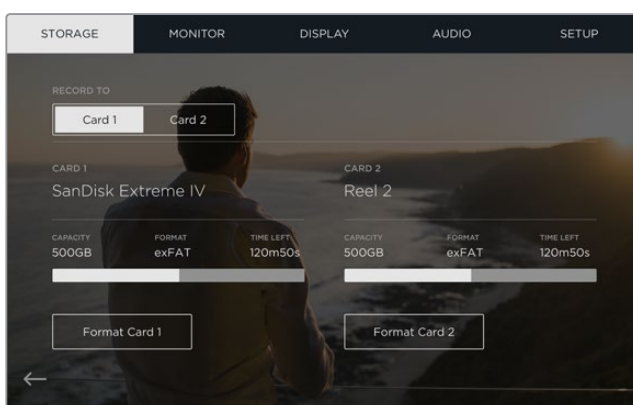 STORAGE MONITOR DISPLAY AUDIO SETUP
RECORD TO
Card 1 Card 2
CARD 1 CARD 2
SanDisk Extreme IV Reel 2
CAPACITY FORMAT TIME LEFT CAPACITY FORMAT TIME LEFT
500GB exFAT 120m50s 500GB exFAT 120m50s
Format Card 1 Format Card 2